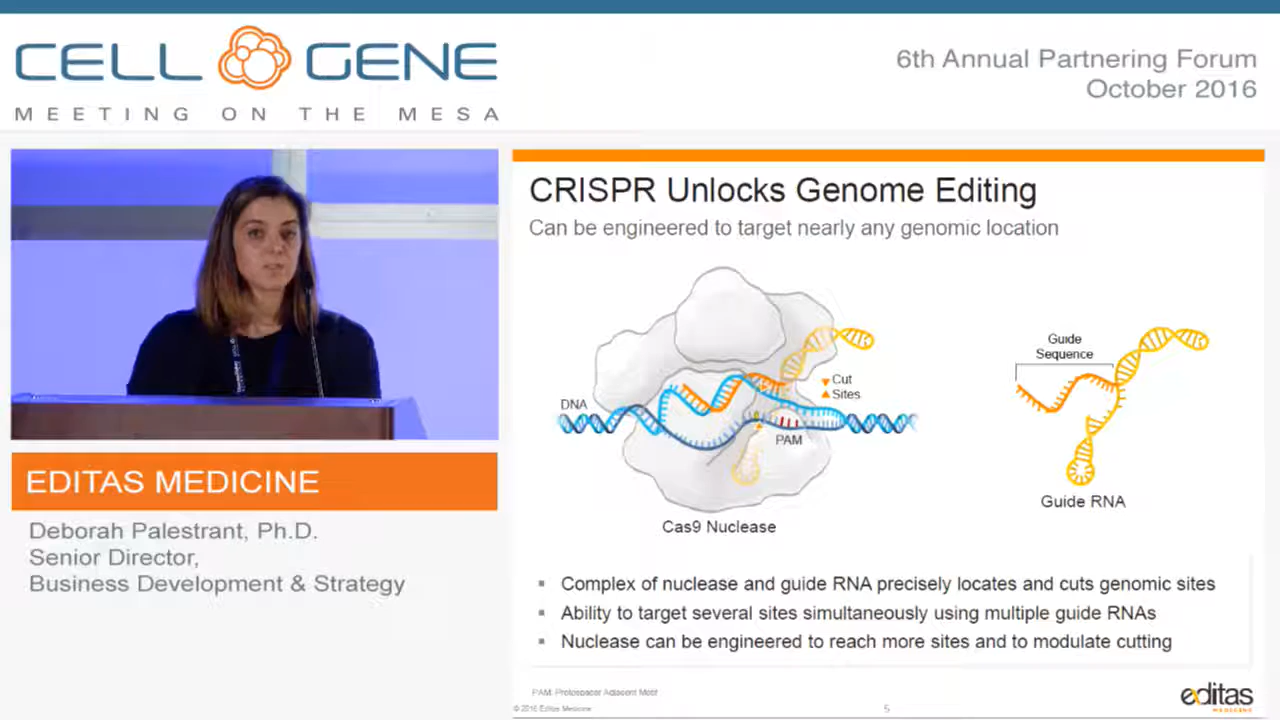 CELL GENE
MEETING ON THE MESA
6th Annual Partnering Forum
October 2016
CRISPR Unlocks Genome Editing
Can be engineered to target nearly any genomic location
DNA
Cut
Sites
PAM
Cas9 Nuclease
Guide
Sequence
Guide RNA
EDITAS MEDICINE
Deborah Palestrant, Ph.D.
Senior Director,
Business Development & Strategy
▪ Complex of nuclease and guide RNA precisely locates and cuts genomic sites
▪ Ability to target several sites simultaneously using multiple guide RNAs
▪ Nuclease can be engineered to reach more sites and to modulate cutting
PAM: Protospacer Adjacent Motif
© 2016 Editas Medicine
5
editas
MEDICINE